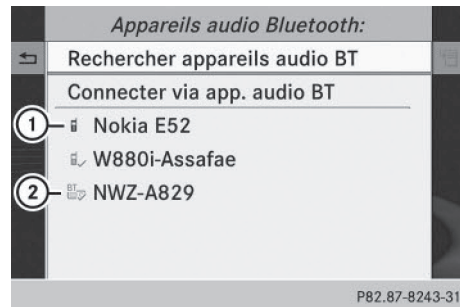 Appareils audio Bluetooth:
Rechercher appareils audio BT
Connecter via app. audio BT
1 Nokia E52
W880i-Assafae
2 BT NWZ-A829
P82.87-8243-31